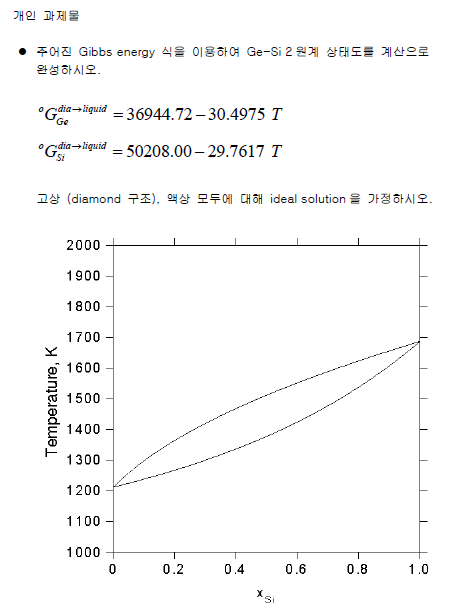 개인 과제물
● 주어진 Gibbs energy 식을 이용하여 Ge-Si 2원계 상태도를 계산으로
완성하시오.
°G_Ge^{dia→liquid} = 36944.72 − 30.4975 T
°G_Si^{dia→liquid} = 50208.00 − 29.7617 T
고상 (diamond 구조), 액상 모두에 대해 ideal solution 을 가정하시오.
2000
1900
1800
1700
1600
1500
1400
1300
1200
1100
1000
Temperature, K
0 0.2 0.4 0.6 0.8 1.0
x_Si